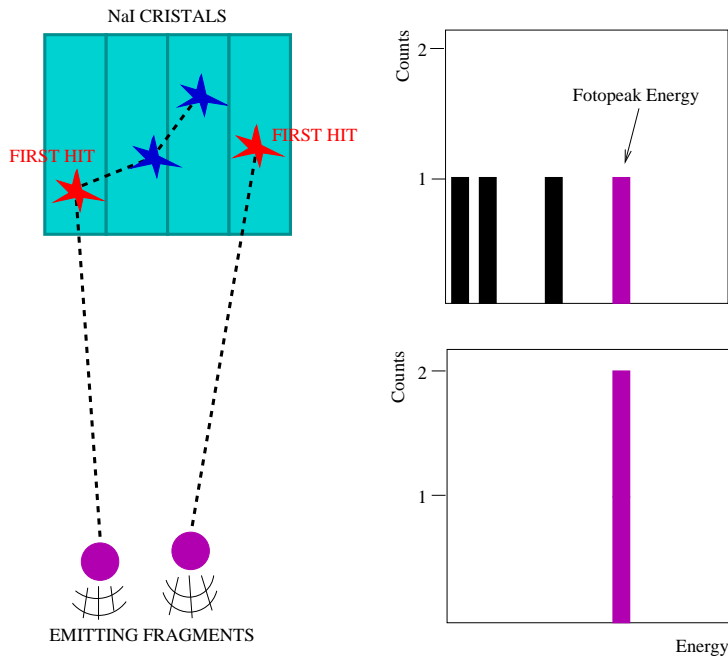 NaI CRISTALS
FIRST HIT
FIRST HIT
EMITTING FRAGMENTS
Counts
2
1
Fotopeak Energy
Counts
2
1
Energy